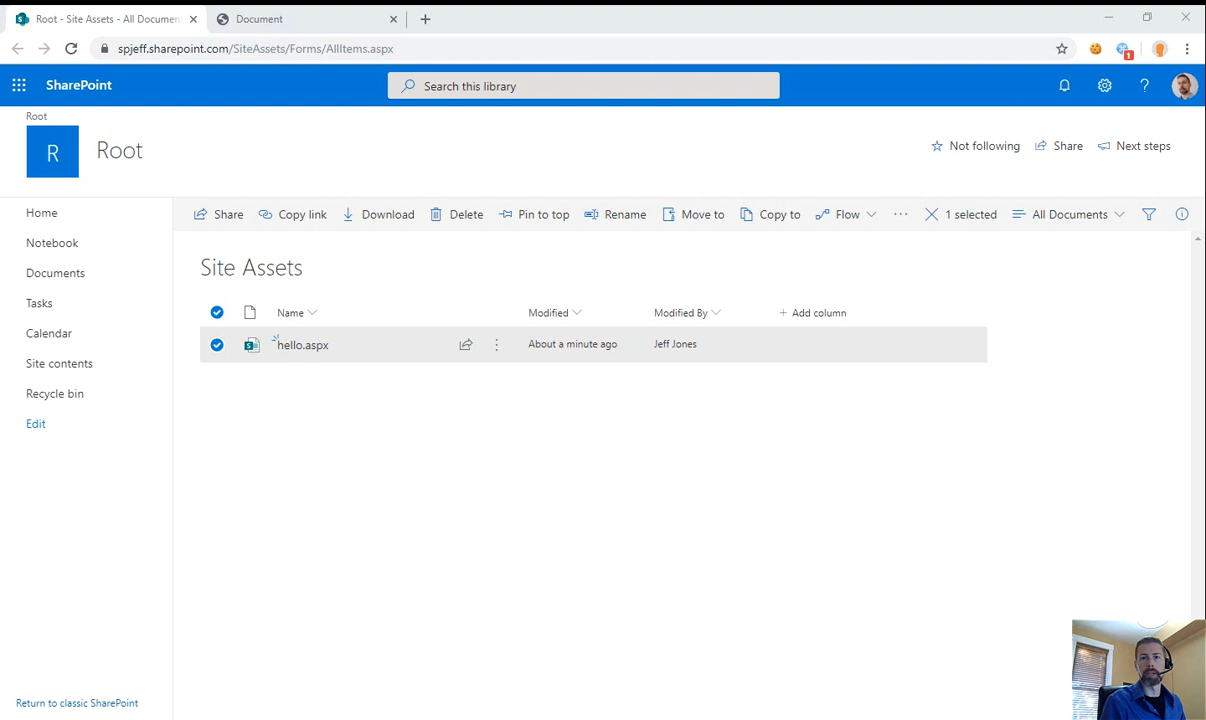 Root - Site Assets - All Documen
Document
spjeff.sharepoint.com/SiteAssets/Forms/AllItems.aspx
1
SharePoint
Search this library
Root
R
Root
Not following
Share
Next steps
Home
Notebook
Documents
Tasks
Calendar
Site contents
Recycle bin
Edit
Share
Copy link
Download
Delete
Pin to top
Rename
Move to
Copy to
Flow
1 selected
All Documents
Site Assets
Name
Modified
Modified By
+ Add column
S
hello.aspx
About a minute ago
Jeff Jones
Return to classic SharePoint